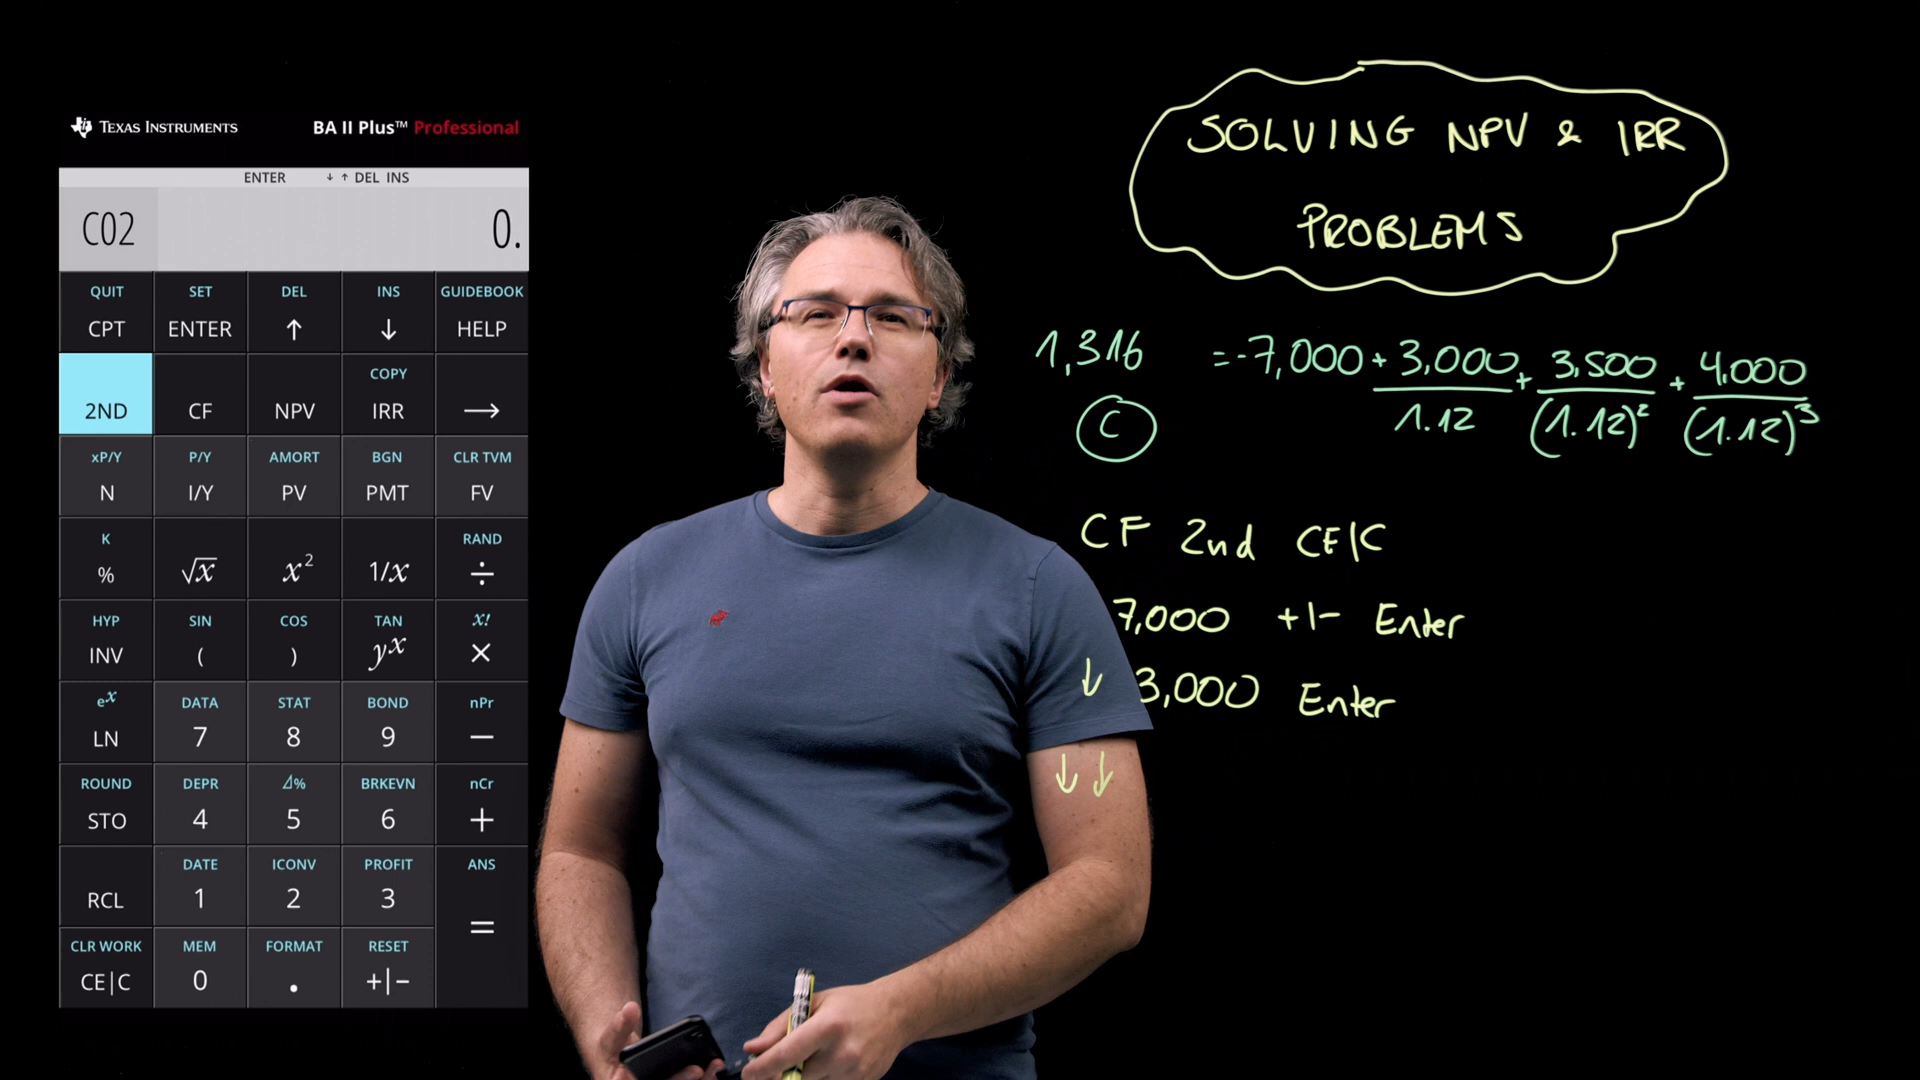 TEXAS INSTRUMENTS BA II Plus™ Professional
ENTER ↓ ↑ DEL INS
C02 0.
QUIT SET DEL INS GUIDEBOOK
CPT ENTER ↑ ↓ HELP
COPY
2ND CF NPV IRR →
xP/Y P/Y AMORT BGN CLR TVM
N I/Y PV PMT FV
K RAND
% √x x² 1/x ÷
HYP SIN COS TAN x!
INV ( ) yˣ ×
eˣ DATA STAT BOND nPr
LN 7 8 9 −
ROUND DEPR Δ% BRKEVN nCr
STO 4 5 6 +
DATE ICONV PROFIT ANS
RCL 1 2 3 =
CLR WORK MEM FORMAT RESET
CE|C 0 . +|−
SOLVING NPV & IRR
PROBLEMS
1,316 = -7,000 + 3,000/1.12 + 3,500/(1.12)² + 4,000/(1.12)³
C
CF 2nd CE|C
7,000 +|− Enter
↓ 3,000 Enter
↓ ↓